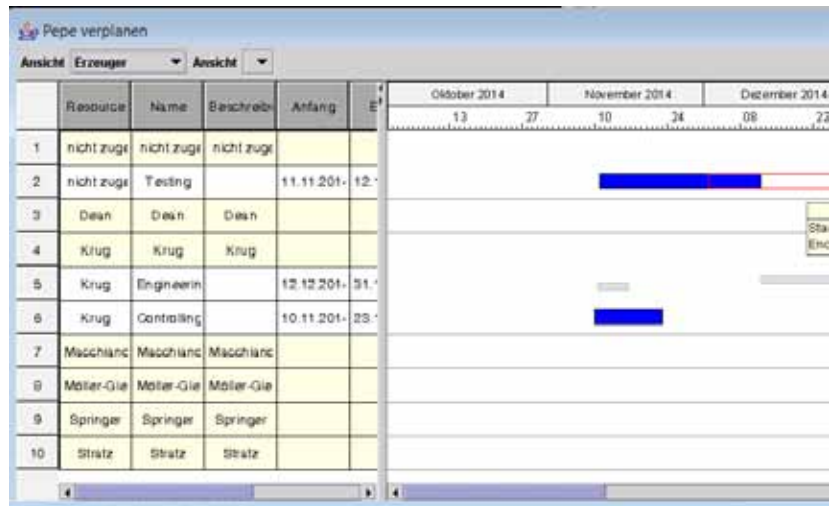 Pepe verplanen
Ansicht Erzeuger Ansicht
Resource Name Beschreib Anfang E
Oktober 2014 November 2014 Dezember 2014
13 27 10 24 08 22
1 nicht zuge nicht zuge nicht zuge
2 nicht zuge Testing 11.11.201 12.
3 Dean Dean Dean
Sta
4 Krug Krug Krug
End
5 Krug Engineerin 12.12.201 31.
6 Krug Controlling 10.11.201 23.
7 Macchianc Macchianc Macchianc
8 Möller-Gie Möller-Gie Möller-Gie
9 Springer Springer Springer
10 Stratz Stratz Stratz